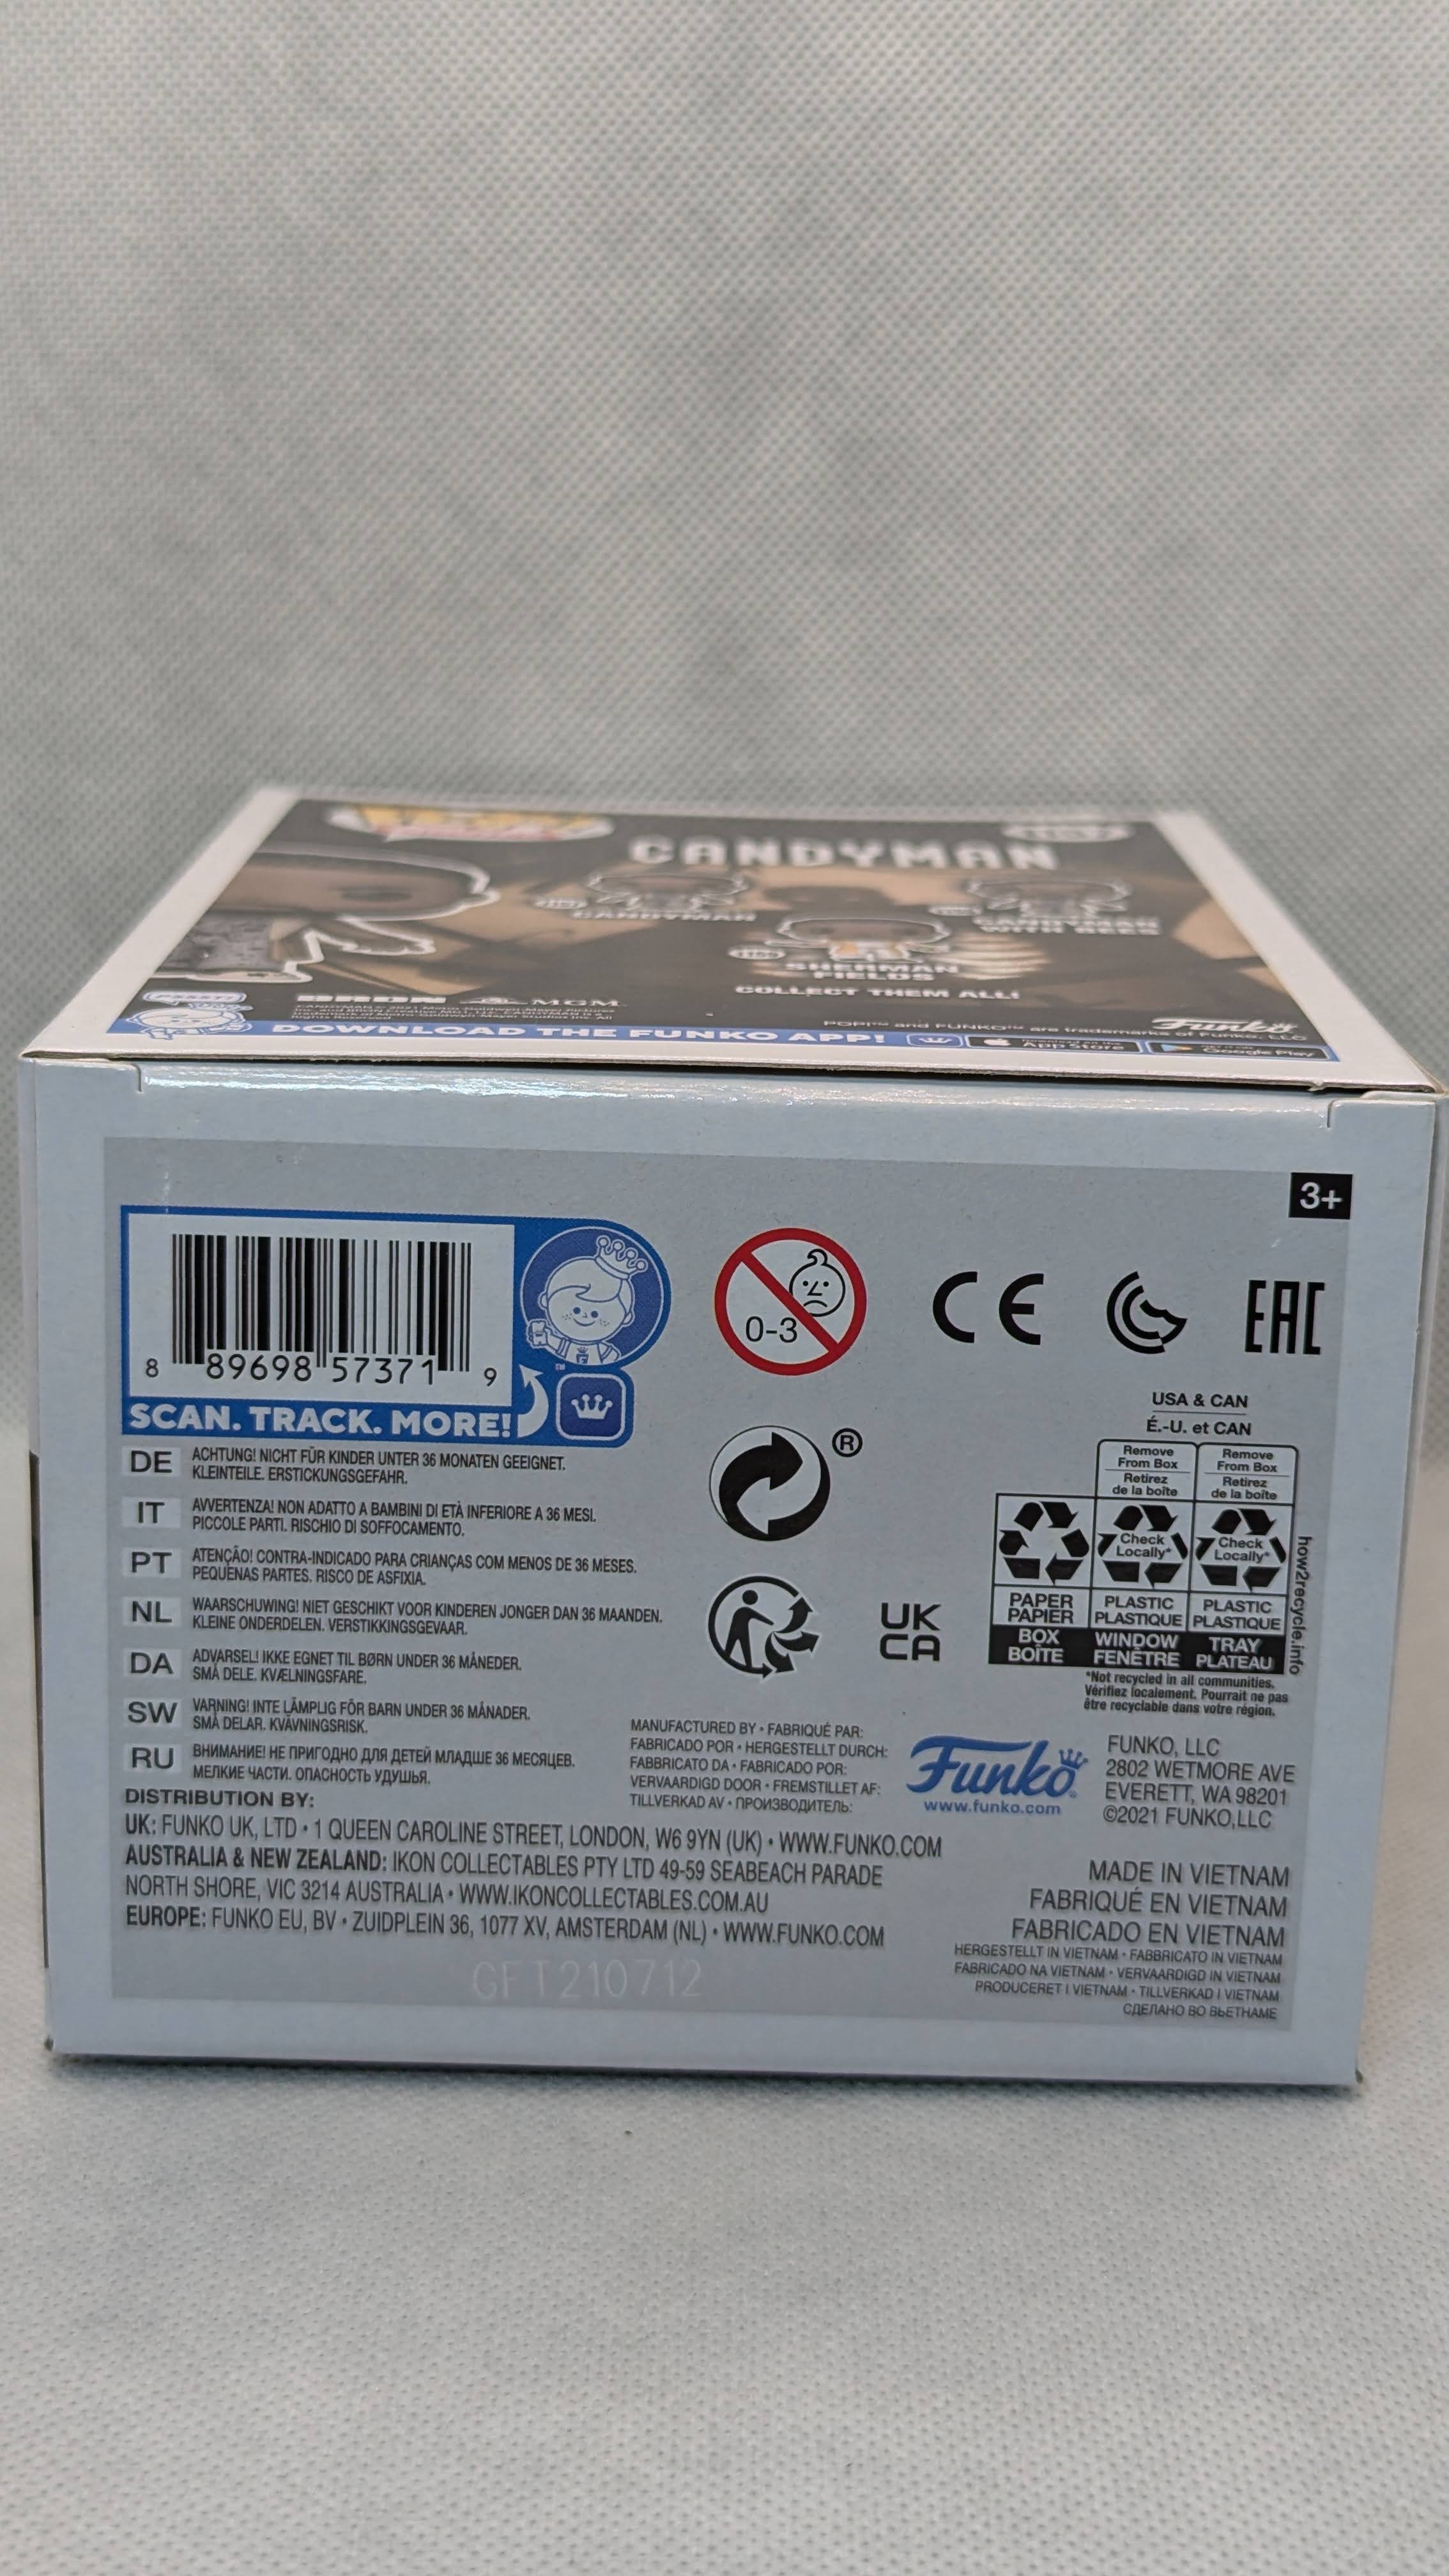 CANDYMAN
CANDYMAN
CANDYMAN
WITH BEES
SHERMAN
FIELDS
COLLECT THEM ALL!
BRON
MGM
Funko
DOWNLOAD THE FUNKO APP!
POP!™ and FUNKO™ are trademarks of Funko, LLC
App Store
Google Play
3+
8 89698 57371 9
SCAN. TRACK. MORE!
™
0-3
CE
EAC
®
UK
CA
USA & CAN
É.-U. et CAN
Remove
From Box
Retirez
de la boîte
Remove
From Box
Retirez
de la boîte
Check
Locally*
Check
Locally*
PAPER
PAPIER
PLASTIC
PLASTIQUE
PLASTIC
PLASTIQUE
BOX
BOÎTE
WINDOW
FENÊTRE
TRAY
PLATEAU
how2recycle.info
*Not recycled in all communities.
Vérifiez localement. Pourrait ne pas
être recyclable dans votre région.
DE ACHTUNG! NICHT FÜR KINDER UNTER 36 MONATEN GEEIGNET.
KLEINTEILE. ERSTICKUNGSGEFAHR.
IT AVVERTENZA! NON ADATTO A BAMBINI DI ETÀ INFERIORE A 36 MESI.
PICCOLE PARTI. RISCHIO DI SOFFOCAMENTO.
PT ATENÇÃO! CONTRA-INDICADO PARA CRIANÇAS COM MENOS DE 36 MESES.
PEQUENAS PARTES. RISCO DE ASFIXIA.
NL WAARSCHUWING! NIET GESCHIKT VOOR KINDEREN JONGER DAN 36 MAANDEN.
KLEINE ONDERDELEN. VERSTIKKINGSGEVAAR.
DA ADVARSEL! IKKE EGNET TIL BØRN UNDER 36 MÅNEDER.
SMÅ DELE. KVÆLNINGSFARE.
SW VARNING! INTE LÄMPLIG FÖR BARN UNDER 36 MÅNADER.
SMÅ DELAR. KVÄVNINGSRISK.
RU ВНИМАНИЕ! НЕ ПРИГОДНО ДЛЯ ДЕТЕЙ МЛАДШЕ 36 МЕСЯЦЕВ.
МЕЛКИЕ ЧАСТИ. ОПАСНОСТЬ УДУШЬЯ.
MANUFACTURED BY • FABRIQUÉ PAR:
FABRICADO POR • HERGESTELLT DURCH:
FABBRICATO DA • FABRICADO POR:
VERVAARDIGD DOOR • FREMSTILLET AF:
TILLVERKAD AV • ПРОИЗВОДИТЕЛЬ:
Funko
www.funko.com
FUNKO, LLC
2802 WETMORE AVE
EVERETT, WA 98201
©2021 FUNKO,LLC
DISTRIBUTION BY:
UK: FUNKO UK, LTD • 1 QUEEN CAROLINE STREET, LONDON, W6 9YN (UK) • WWW.FUNKO.COM
AUSTRALIA & NEW ZEALAND: IKON COLLECTABLES PTY LTD 49-59 SEABEACH PARADE
NORTH SHORE, VIC 3214 AUSTRALIA • WWW.IKONCOLLECTABLES.COM.AU
EUROPE: FUNKO EU, BV • ZUIDPLEIN 36, 1077 XV, AMSTERDAM (NL) • WWW.FUNKO.COM
MADE IN VIETNAM
FABRIQUÉ EN VIETNAM
FABRICADO EN VIETNAM
HERGESTELLT IN VIETNAM • FABBRICATO IN VIETNAM
FABRICADO NA VIETNAM • VERVAARDIGD IN VIETNAM
PRODUCERET I VIETNAM • TILLVERKAD I VIETNAM
СДЕЛАНО ВО ВЬЕТНАМЕ
GFT210712